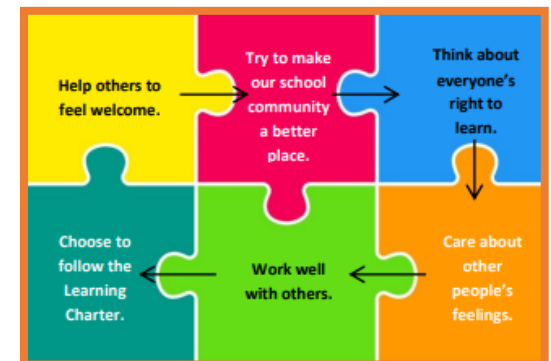 Help others to
feel welcome.
Try to make
our school
community
a better
place.
Think about
everyone's
right to
learn.
Care about
other
people's
feelings.
Work well
with others.
Choose to
follow the
Learning
Charter.